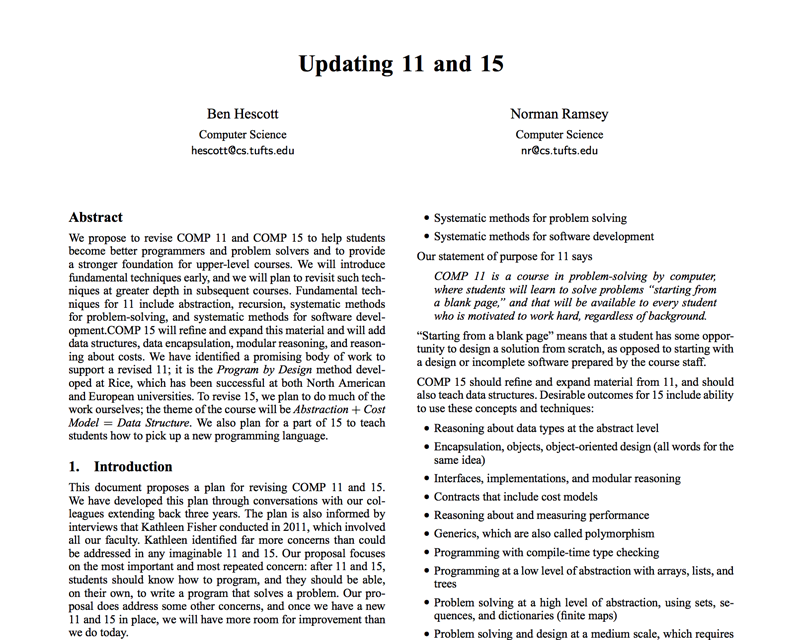 Updating 11 and 15
Ben Hescott
Computer Science
hescott@cs.tufts.edu
Norman Ramsey
Computer Science
nr@cs.tufts.edu
Abstract
We propose to revise COMP 11 and COMP 15 to help students
become better programmers and problem solvers and to provide
a stronger foundation for upper-level courses. We will introduce
fundamental techniques early, and we will plan to revisit such tech-
niques at greater depth in subsequent courses. Fundamental tech-
niques for 11 include abstraction, recursion, systematic methods
for problem-solving, and systematic methods for software devel-
opment.COMP 15 will refine and expand this material and will add
data structures, data encapsulation, modular reasoning, and reason-
ing about costs. We have identified a promising body of work to
support a revised 11; it is the Program by Design method devel-
oped at Rice, which has been successful at both North American
and European universities. To revise 15, we plan to do much of the
work ourselves; the theme of the course will be Abstraction + Cost
Model = Data Structure. We also plan for a part of 15 to teach
students how to pick up a new programming language.
1. Introduction
This document proposes a plan for revising COMP 11 and 15.
We have developed this plan through conversations with our col-
leagues extending back three years. The plan is also informed by
interviews that Kathleen Fisher conducted in 2011, which involved
all our faculty. Kathleen identified far more concerns than could
be addressed in any imaginable 11 and 15. Our proposal focuses
on the most important and most repeated concern: after 11 and 15,
students should know how to program, and they should be able,
on their own, to write a program that solves a problem. Our pro-
posal does address some other concerns, and once we have a new
11 and 15 in place, we will have more room for improvement than
we do today.
• Systematic methods for problem solving
• Systematic methods for software development
Our statement of purpose for 11 says
COMP 11 is a course in problem-solving by computer,
where students will learn to solve problems “starting from
a blank page,” and that will be available to every student
who is motivated to work hard, regardless of background.
“Starting from a blank page” means that a student has some oppor-
tunity to design a solution from scratch, as opposed to starting with
a design or incomplete software prepared by the course staff.
COMP 15 should refine and expand material from 11, and should
also teach data structures. Desirable outcomes for 15 include ability
to use these concepts and techniques:
• Reasoning about data types at the abstract level
• Encapsulation, objects, object-oriented design (all words for the
same idea)
• Interfaces, implementations, and modular reasoning
• Contracts that include cost models
• Reasoning about and measuring performance
• Generics, which are also called polymorphism
• Programming with compile-time type checking
• Programming at a low level of abstraction with arrays, lists, and
trees
• Problem solving at a high level of abstraction, using sets, se-
quences, and dictionaries (finite maps)
• Problem solving and design at a medium scale, which requires